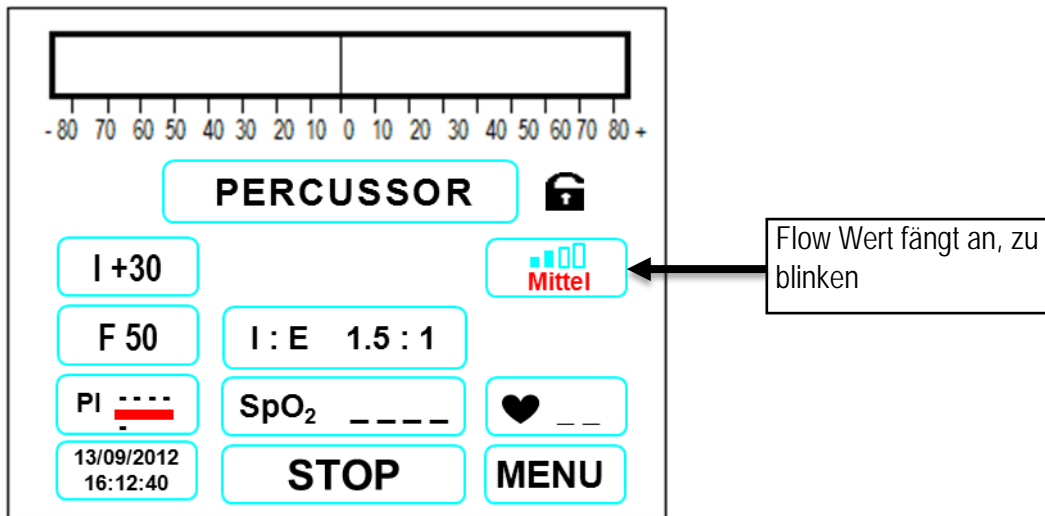 - 80 70 60 50 40 30 20 10 0 10 20 30 40 50 60 70 80 +
PERCUSSOR
I +30
Mittel
Flow Wert fängt an, zu
blinken
F 50
I : E 1.5 : 1
PI - - - - -
SpO₂ _ _ _ _
_ _
13/09/2012
16:12:40
STOP
MENU